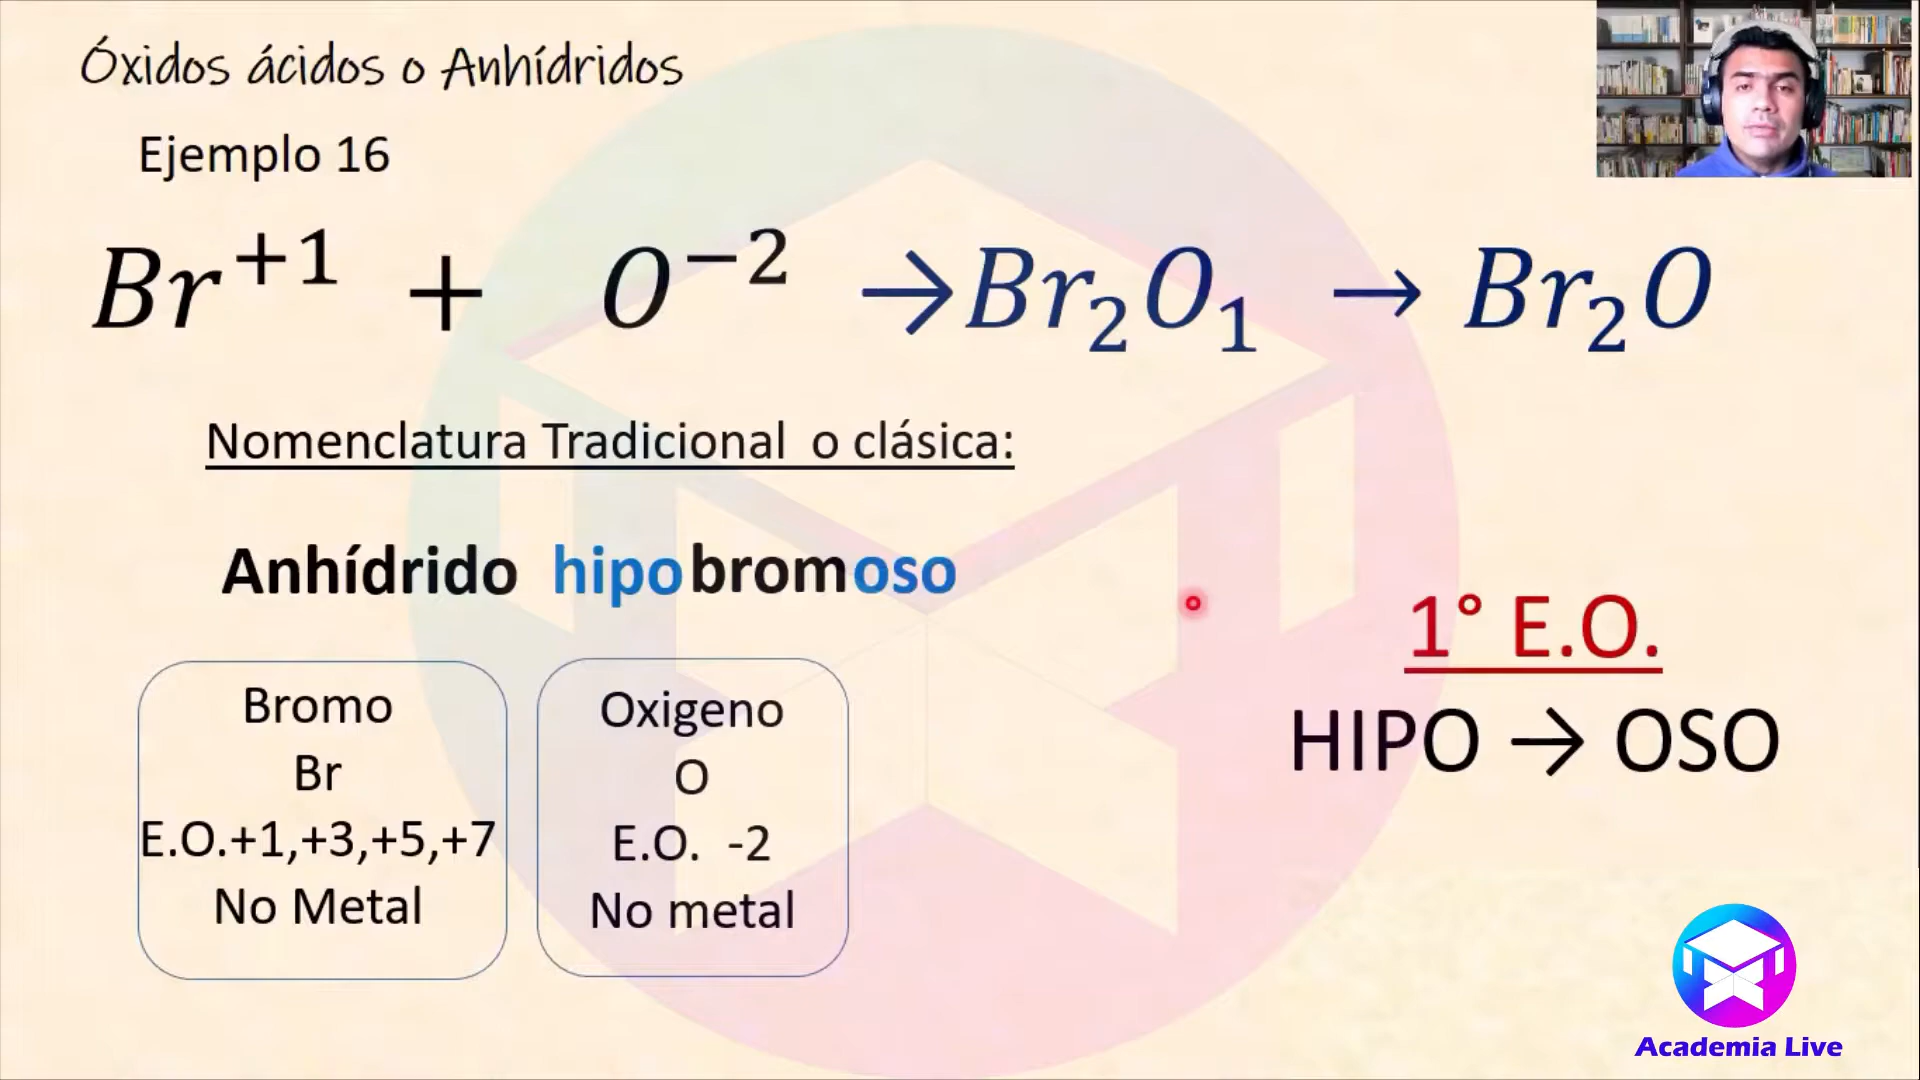 Óxidos ácidos o Anhídridos
Ejemplo 16
Br⁺¹ + O⁻² → Br₂O₁ → Br₂O
Nomenclatura Tradicional o clásica:
Anhídrido hipobromoso
Bromo
Br
E.O.+1,+3,+5,+7
No Metal
Oxigeno
O
E.O. -2
No metal
1° E.O.
HIPO → OSO
Academia Live